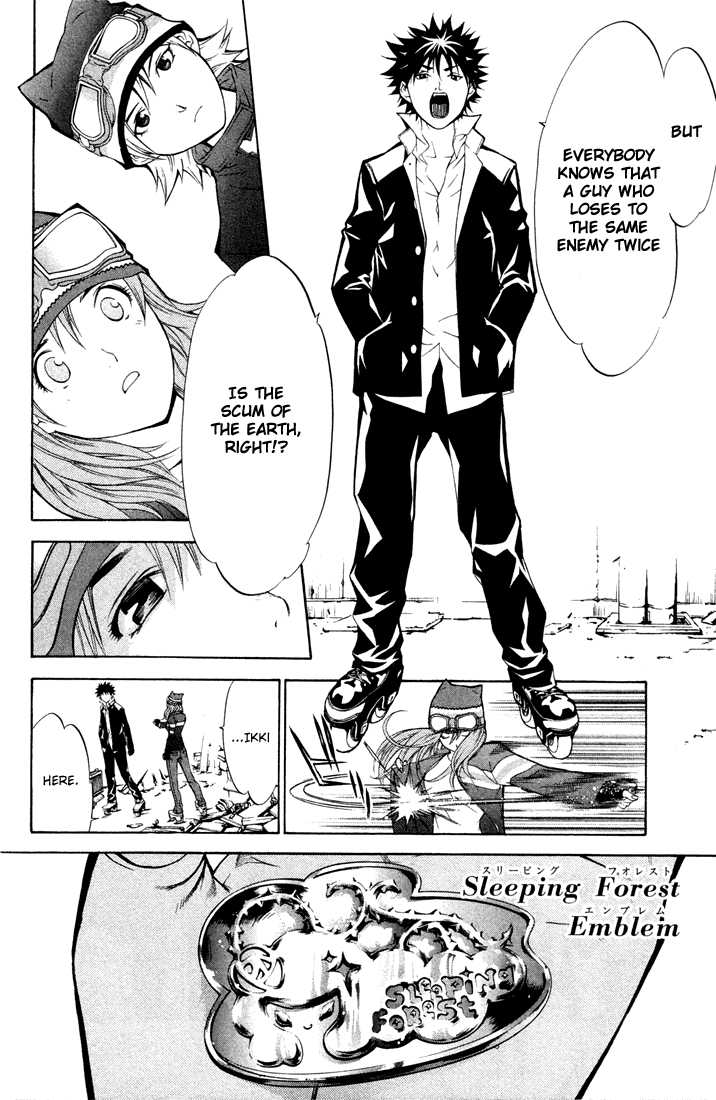 BUT
EVERYBODY
KNOWS THAT
A GUY WHO
LOSES TO
THE SAME
ENEMY TWICE
IS THE
SCUM OF
THE EARTH,
RIGHT!?
...IKKI
HERE.
スリーピング フォレスト
Sleeping Forest
エンブレム
Emblem
Sleeping
Forest